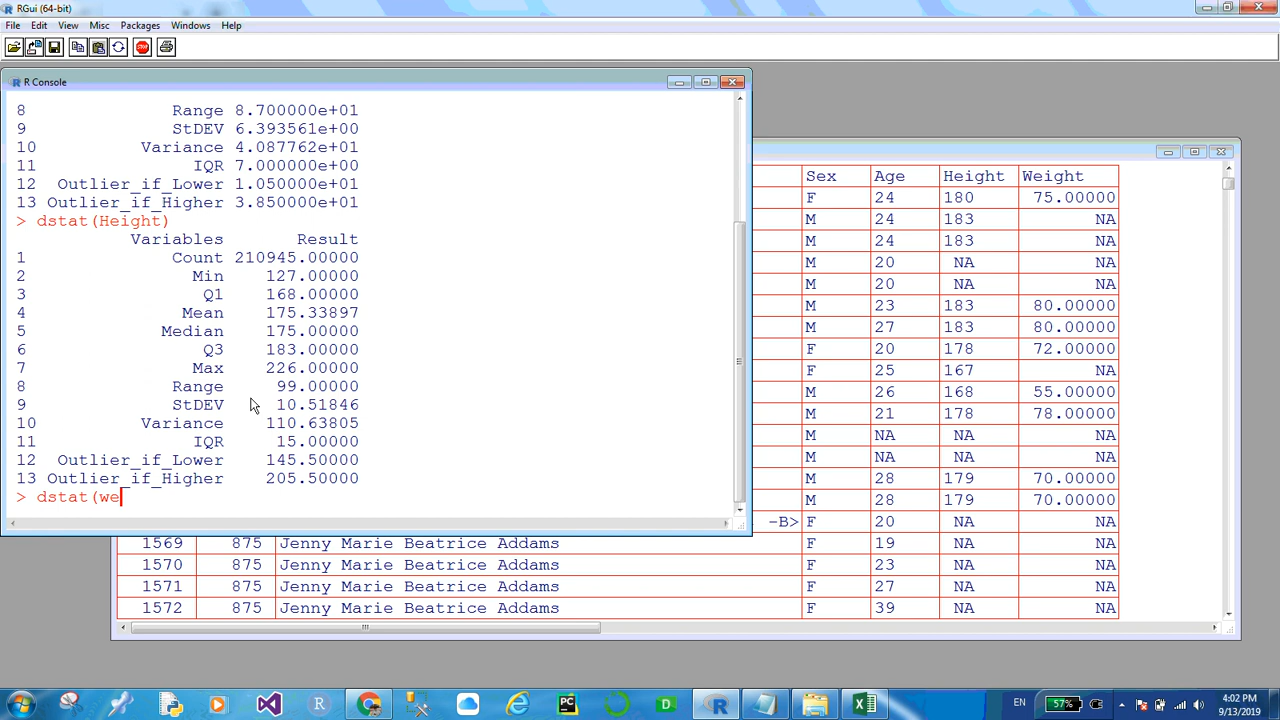 RGui (64-bit)
File Edit View Misc Packages Windows Help
R Console
8 Range 8.700000e+01
9 StDEV 6.393561e+00
10 Variance 4.087762e+01
11 IQR 7.000000e+00
12 Outlier_if_Lower 1.050000e+01
13 Outlier_if_Higher 3.850000e+01
> dstat(Height)
Variables Result
1 Count 210945.00000
2 Min 127.00000
3 Q1 168.00000
4 Mean 175.33897
5 Median 175.00000
6 Q3 183.00000
7 Max 226.00000
8 Range 99.00000
9 StDEV 10.51846
10 Variance 110.63805
11 IQR 15.00000
12 Outlier_if_Lower 145.50000
13 Outlier_if_Higher 205.50000
> dstat(we
Sex Age Height Weight
F 24 180 75.00000
M 24 183 NA
M 24 183 NA
M 20 NA NA
M 20 NA NA
M 23 183 80.00000
M 27 183 80.00000
F 20 178 72.00000
F 25 167 NA
M 26 168 55.00000
M 21 178 78.00000
M NA NA NA
M NA NA NA
M 28 179 70.00000
M 28 179 70.00000
-B> F 20 NA NA
1569 875 Jenny Marie Beatrice Addams F 19 NA NA
1570 875 Jenny Marie Beatrice Addams F 23 NA NA
1571 875 Jenny Marie Beatrice Addams F 27 NA NA
1572 875 Jenny Marie Beatrice Addams F 39 NA NA
EN 57% 4:02 PM
9/13/2019